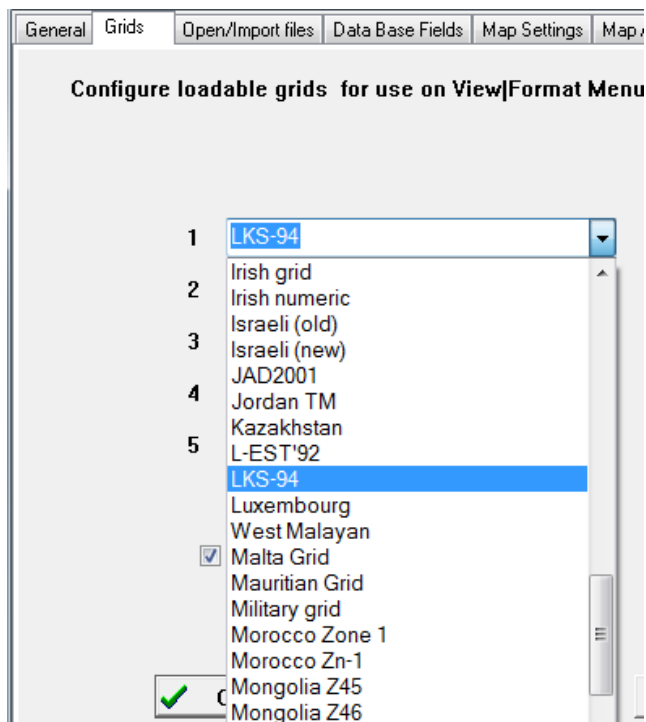 General Grids Open/Import files Data Base Fields Map Settings Map
Configure loadable grids for use on View|Format Menu
1 LKS-94
Irish grid
2 Irish numeric
Israeli (old)
3 Israeli (new)
JAD2001
4 Jordan TM
Kazakhstan
5 L-EST'92
LKS-94
Luxembourg
West Malayan
Malta Grid
Mauritian Grid
Military grid
Morocco Zone 1
Morocco Zn-1
Mongolia Z45
Mongolia Z46